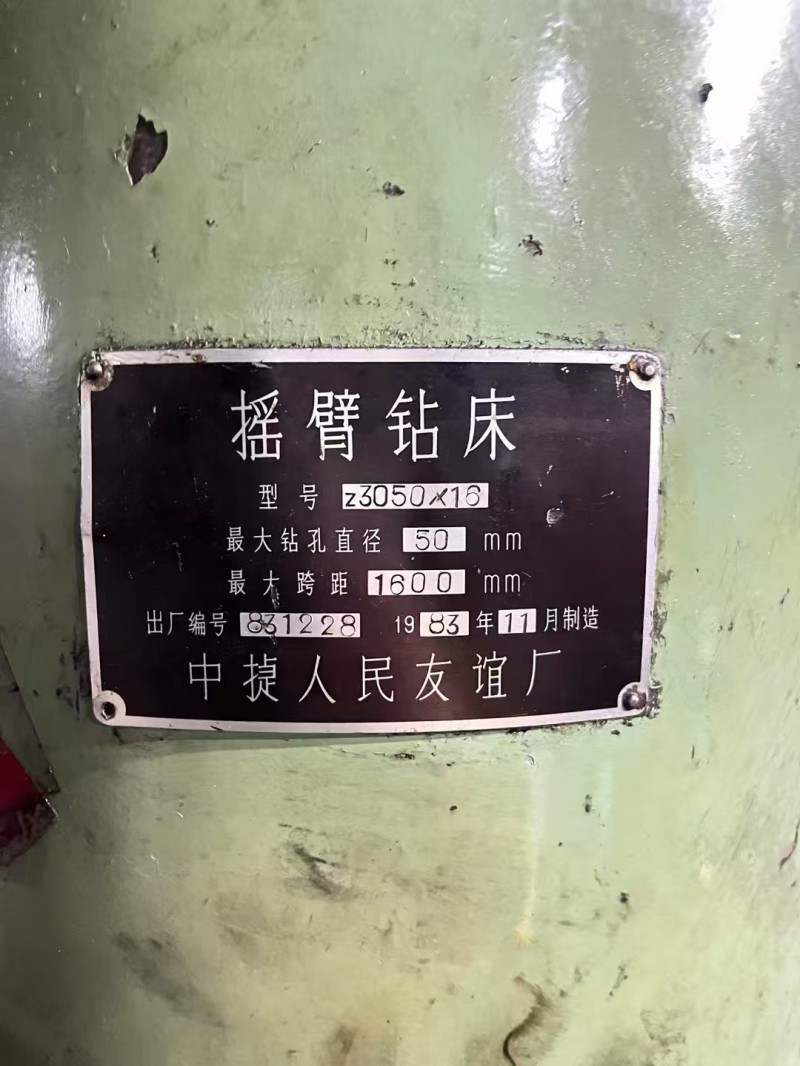 摇臂钻床
型号 Z3050×16
最大钻孔直径 50 mm
最大跨距 1600 mm
出厂编号 831228 1983年11月制造
中捷人民友谊厂